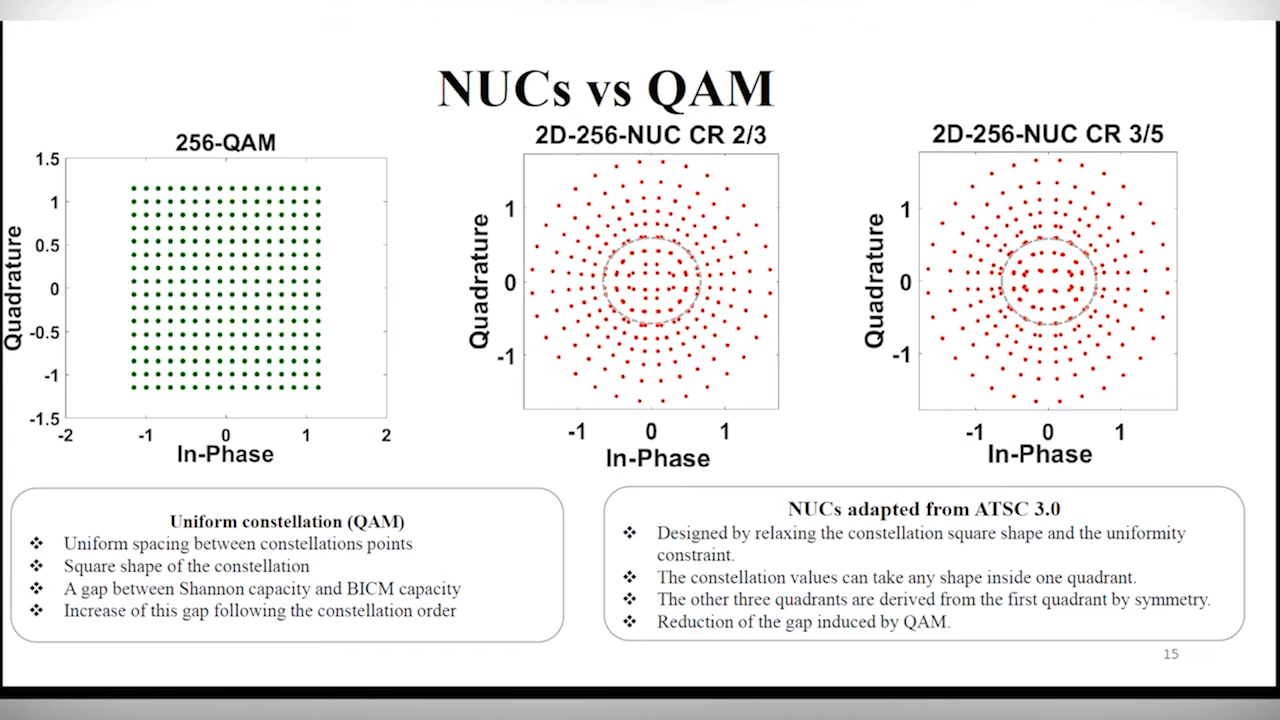 NUCs vs QAM
256-QAM
1.5
1
0.5
0
-0.5
-1
-1.5
Quadrature
-2
-1
0
1
2
In-Phase
2D-256-NUC CR 2/3
1
0
-1
Quadrature
-1
0
1
In-Phase
2D-256-NUC CR 3/5
1
0
-1
Quadrature
-1
0
1
In-Phase
Uniform constellation (QAM)
❖ Uniform spacing between constellations points
❖ Square shape of the constellation
❖ A gap between Shannon capacity and BICM capacity
❖ Increase of this gap following the constellation order
NUCs adapted from ATSC 3.0
❖ Designed by relaxing the constellation square shape and the uniformity
constraint.
❖ The constellation values can take any shape inside one quadrant.
❖ The other three quadrants are derived from the first quadrant by symmetry.
❖ Reduction of the gap induced by QAM.
15